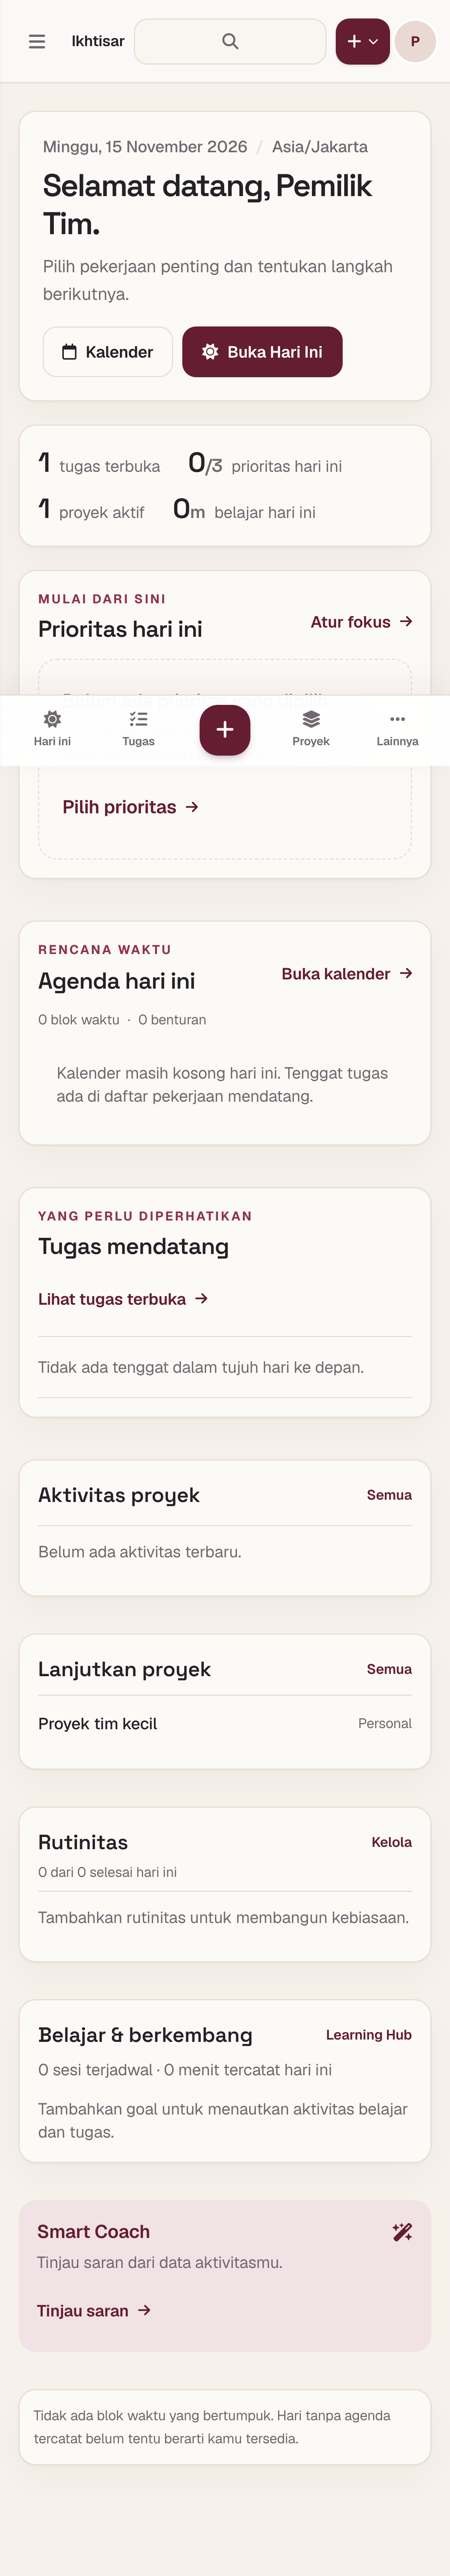 Ikhtisar
P
Minggu, 15 November 2026 / Asia/Jakarta
Selamat datang, Pemilik
Tim.
Pilih pekerjaan penting dan tentukan langkah
berikutnya.
Kalender
Buka Hari Ini
1 tugas terbuka 0/3 prioritas hari ini
1 proyek aktif 0m belajar hari ini
MULAI DARI SINI
Prioritas hari ini
Atur fokus →
Belum ada prioritas yang dipilih
Hari ini
Tugas
+
Proyek
Lainnya
Pilih prioritas →
RENCANA WAKTU
Agenda hari ini
Buka kalender →
0 blok waktu · 0 benturan
Kalender masih kosong hari ini. Tenggat tugas
ada di daftar pekerjaan mendatang.
YANG PERLU DIPERHATIKAN
Tugas mendatang
Lihat tugas terbuka →
Tidak ada tenggat dalam tujuh hari ke depan.
Aktivitas proyek
Semua
Belum ada aktivitas terbaru.
Lanjutkan proyek
Semua
Proyek tim kecil
Personal
Rutinitas
Kelola
0 dari 0 selesai hari ini
Tambahkan rutinitas untuk membangun kebiasaan.
Belajar & berkembang
Learning Hub
0 sesi terjadwal · 0 menit tercatat hari ini
Tambahkan goal untuk menautkan aktivitas belajar
dan tugas.
Smart Coach
Tinjau saran dari data aktivitasmu.
Tinjau saran →
Tidak ada blok waktu yang bertumpuk. Hari tanpa agenda
tercatat belum tentu berarti kamu tersedia.